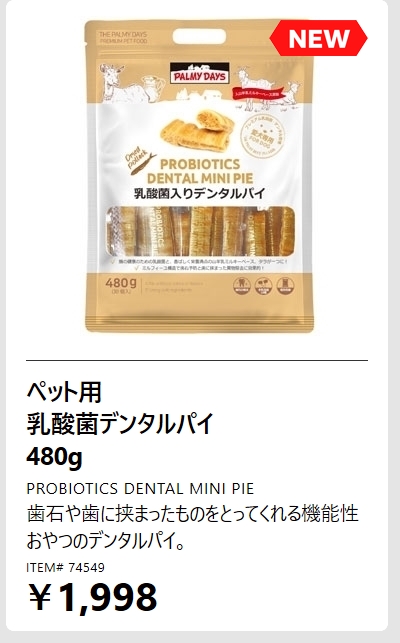 NEW
THE PALMY DAYS
PREMIUM PET FOOD
PALMY DAYS
Dried Pollack
PROBIOTICS
DENTAL MINI PIE
乳酸菌入りデンタルパイ
480g
ペット用
乳酸菌デンタルパイ
480g
PROBIOTICS DENTAL MINI PIE
歯石や歯に挟まったものをとってくれる機能性
おやつのデンタルパイ。
ITEM# 74549
￥1,998